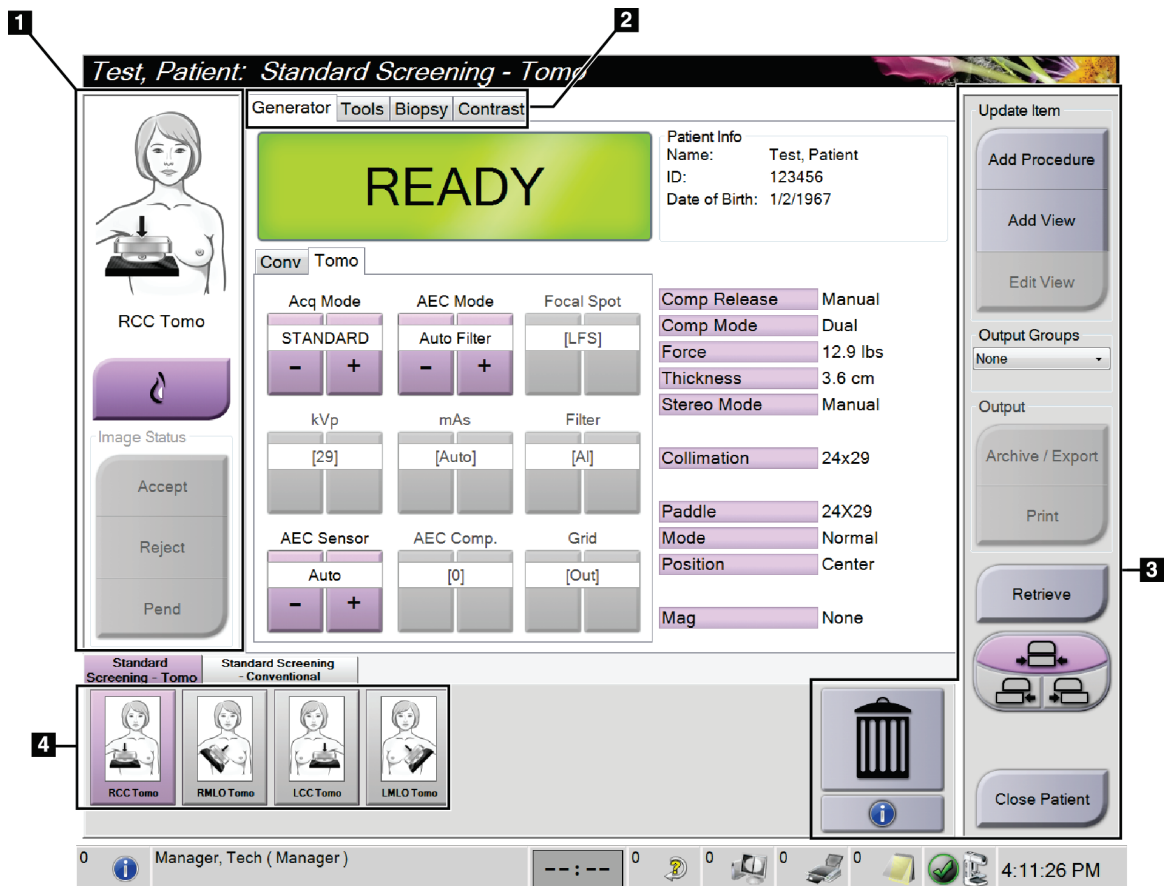 1
2
Test, Patient: Standard Screening - Tomo
Generator Tools Biopsy Contrast
READY
Patient Info
Name: Test, Patient
ID: 123456
Date of Birth: 1/2/1967
RCC Tomo
Image Status
Accept
Reject
Pend
Conv Tomo
Acq Mode AEC Mode Focal Spot
STANDARD Auto Filter [LFS]
- + - +
kVp mAs Filter
[29] [Auto] [Al]
AEC Sensor AEC Comp. Grid
Auto [0] [Out]
- +
Comp Release Manual
Comp Mode Dual
Force 12.9 lbs
Thickness 3.6 cm
Stereo Mode Manual
Collimation 24x29
Paddle 24X29
Mode Normal
Position Center
Mag None
Update Item
Add Procedure
Add View
Edit View
Output Groups
None
Output
Archive / Export
Print
3
Retrieve
Close Patient
Standard
Screening - Tomo
Standard Screening
- Conventional
4
RCC Tomo RMLO Tomo LCC Tomo LMLO Tomo
i
0 i Manager, Tech ( Manager ) --:-- 0 ? 0 0 0 4:11:26 PM